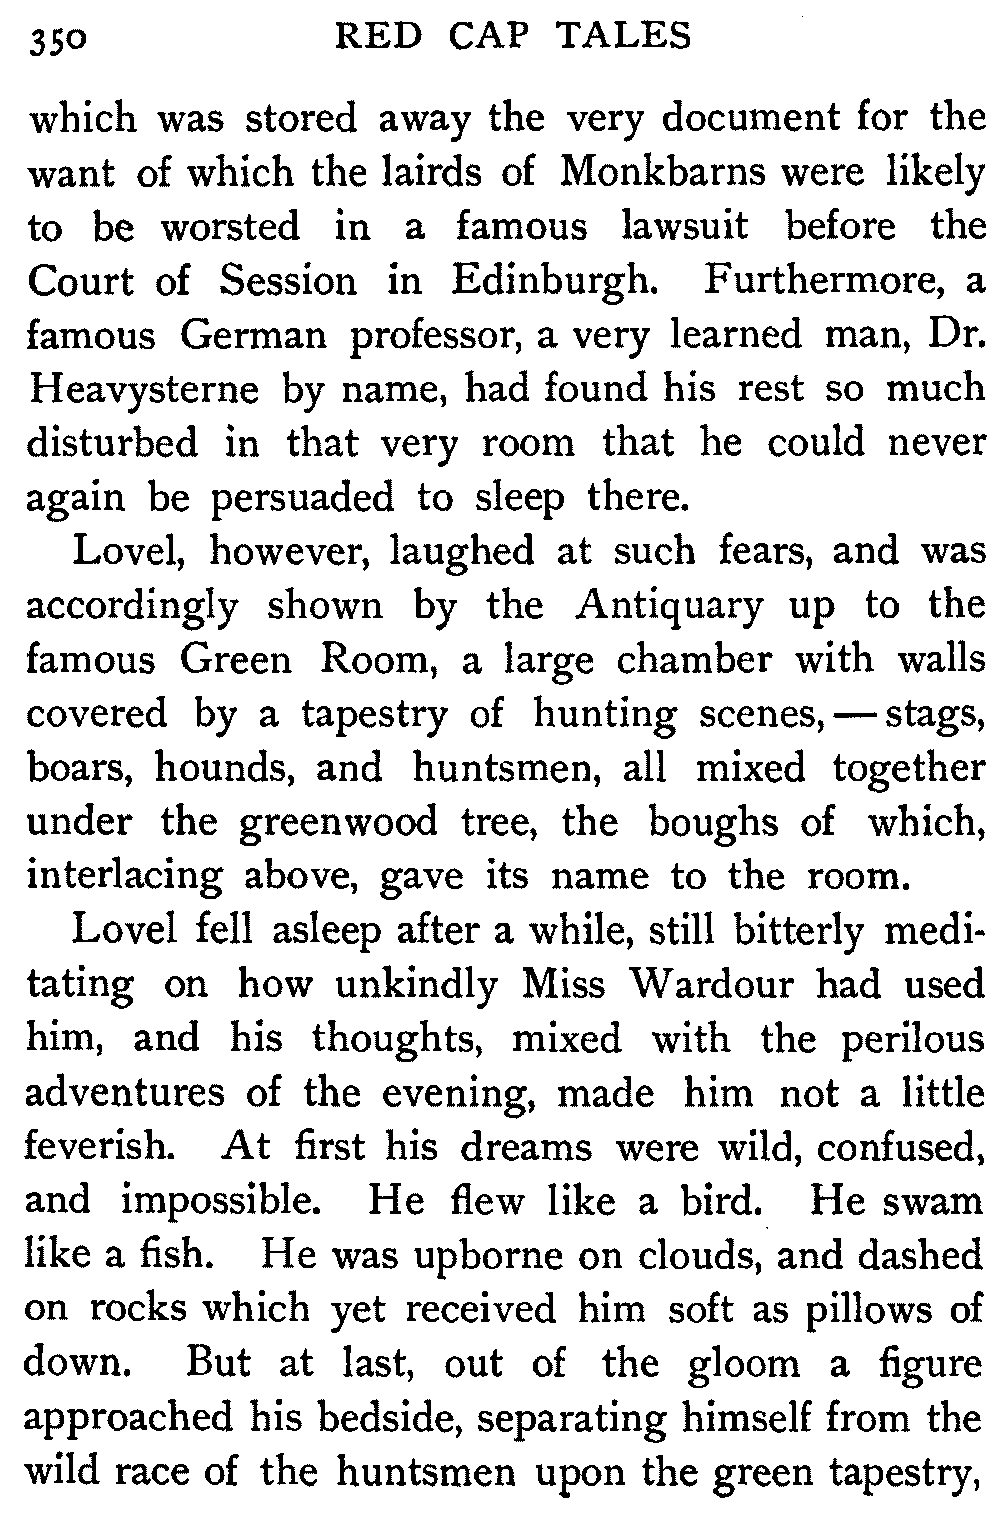 350 RED CAP TALES
which was stored away the very document for the
want of which the lairds of Monkbarns were likely
to be worsted in a famous lawsuit before the
Court of Session in Edinburgh. Furthermore, a
famous German professor, a very learned man, Dr.
Heavysterne by name, had found his rest so much
disturbed in that very room that he could never
again be persuaded to sleep there.
Lovel, however, laughed at such fears, and was
accordingly shown by the Antiquary up to the
famous Green Room, a large chamber with walls
covered by a tapestry of hunting scenes, — stags,
boars, hounds, and huntsmen, all mixed together
under the greenwood tree, the boughs of which,
interlacing above, gave its name to the room.
Lovel fell asleep after a while, still bitterly medi-
tating on how unkindly Miss Wardour had used
him, and his thoughts, mixed with the perilous
adventures of the evening, made him not a little
feverish. At first his dreams were wild, confused,
and impossible. He flew like a bird. He swam
like a fish. He was upborne on clouds, and dashed
on rocks which yet received him soft as pillows of
down. But at last, out of the gloom a figure
approached his bedside, separating himself from the
wild race of the huntsmen upon the green tapestry,